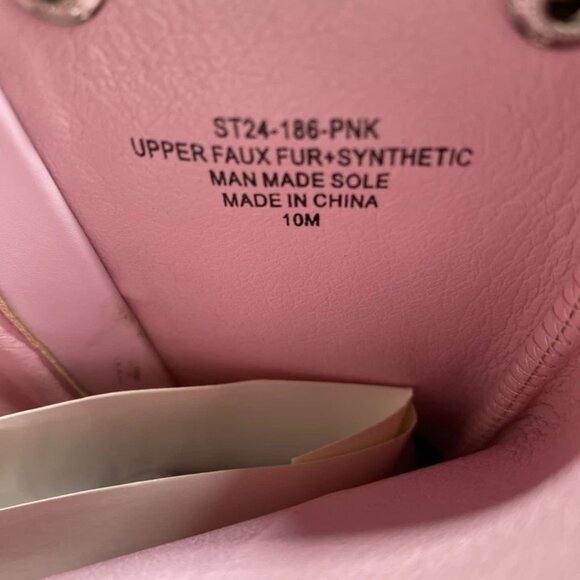 ST24-186-PNK
UPPER FAUX FUR+SYNTHETIC
MAN MADE SOLE
MADE IN CHINA
10M